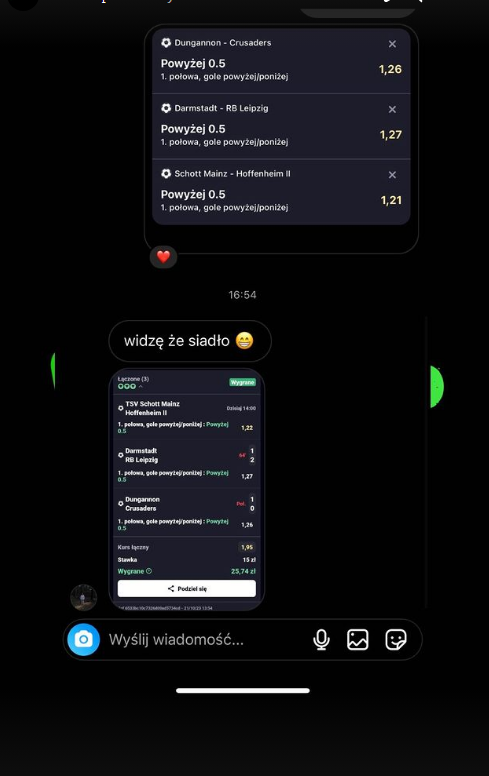 Dungannon - Crusaders
Powyżej 0.5
1,26
1. połowa, gole powyżej/poniżej
Darmstadt - RB Leipzig
Powyżej 0.5
1,27
1. połowa, gole powyżej/poniżej
Schott Mainz - Hoffenheim II
Powyżej 0.5
1,21
1. połowa, gole powyżej/poniżej
16:54
widzę że siadło 😁
Łączone (3)
Wygrane
TSV Schott Mainz
Dzisiaj 14:00
Hoffenheim II
1. połowa, gole powyżej/poniżej : Powyżej
0.5
1,22
Darmstadt
1
RB Leipzig
2
1. połowa, gole powyżej/poniżej : Powyżej
0.5
1,27
Dungannon
Poł.
1
Crusaders
0
1. połowa, gole powyżej/poniżej : Powyżej
0.5
1,26
Kurs łączny
1,95
Stawka
15 zł
Wygrane
25,74 zł
Podziel się
Wyślij wiadomość...